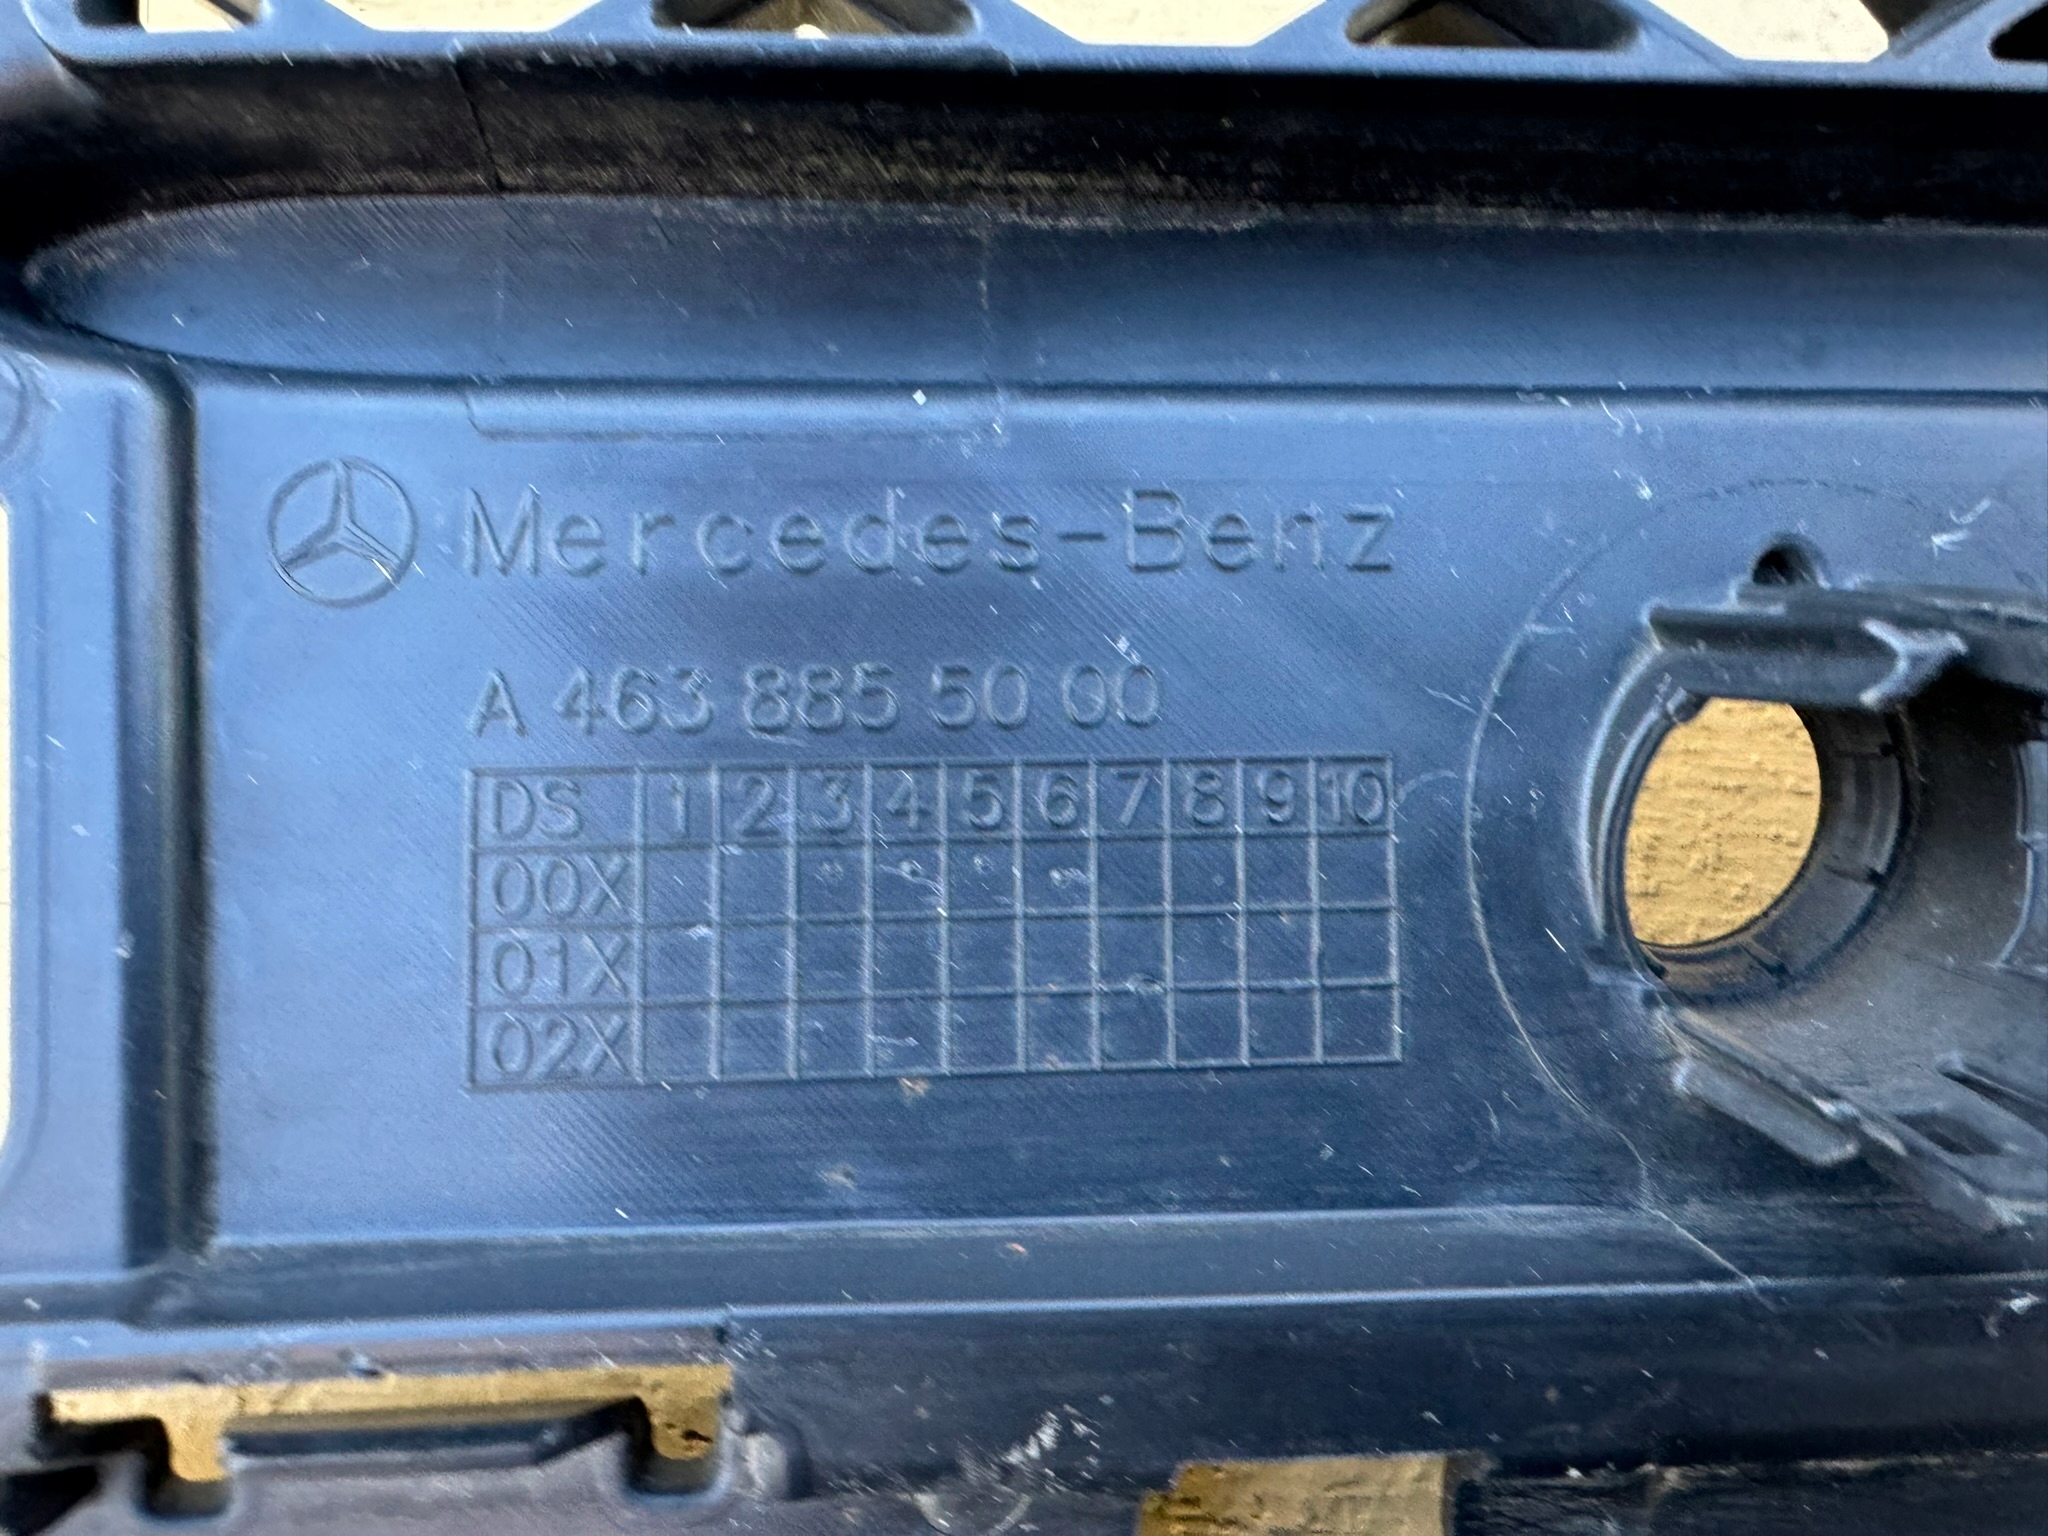 Mercedes-Benz
A 463 885 50 00
DS 1 2 3 4 5 6 7 8 9 10
00X
01X
02X